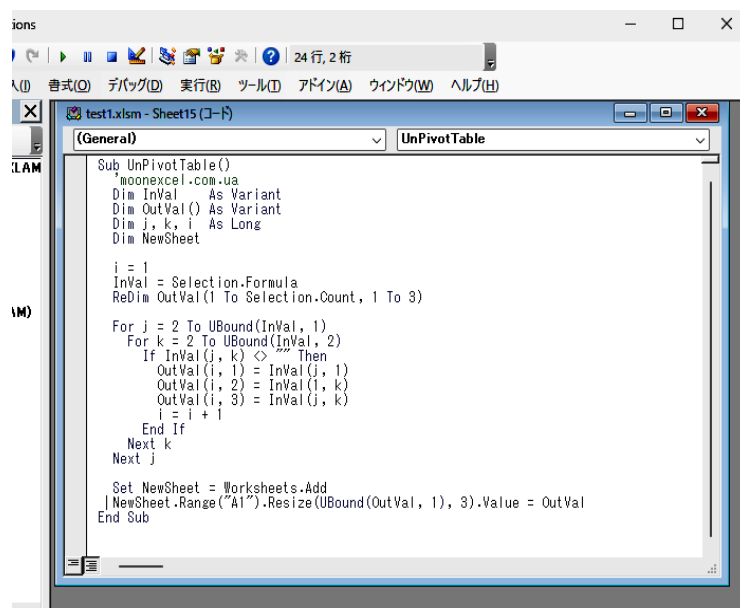 ions
24 行, 2 桁
入(I) 書式(O) デバッグ(D) 実行(R) ツール(T) アドイン(A) ウィンドウ(W) ヘルプ(H)
test1.xlsm - Sheet15 (コード)
(General) UnPivotTable
XLAM
AM)
Sub UnPivotTable()
'moonexcel.com.ua
Dim InVal As Variant
Dim OutVal() As Variant
Dim j, k, i As Long
Dim NewSheet
i = 1
InVal = Selection.Formula
ReDim OutVal(1 To Selection.Count, 1 To 3)
For j = 2 To UBound(InVal, 1)
For k = 2 To UBound(InVal, 2)
If InVal(j, k) <> "" Then
OutVal(i, 1) = InVal(j, 1)
OutVal(i, 2) = InVal(1, k)
OutVal(i, 3) = InVal(j, k)
i = i + 1
End If
Next k
Next j
Set NewSheet = Worksheets.Add
NewSheet.Range("A1").Resize(UBound(OutVal, 1), 3).Value = OutVal
End Sub